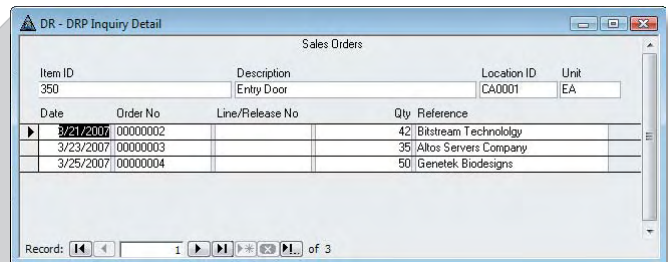 DR - DRP Inquiry Detail
Sales Orders
Item ID Description Location ID Unit
350 Entry Door CA0001 EA
Date Order No Line/Release No Qty Reference
3/21/2007 00000002 42 Bitstream Technololgy
3/23/2007 00000003 35 Altos Servers Company
3/25/2007 00000004 50 Genetek Biodesigns
Record: 1 of 3